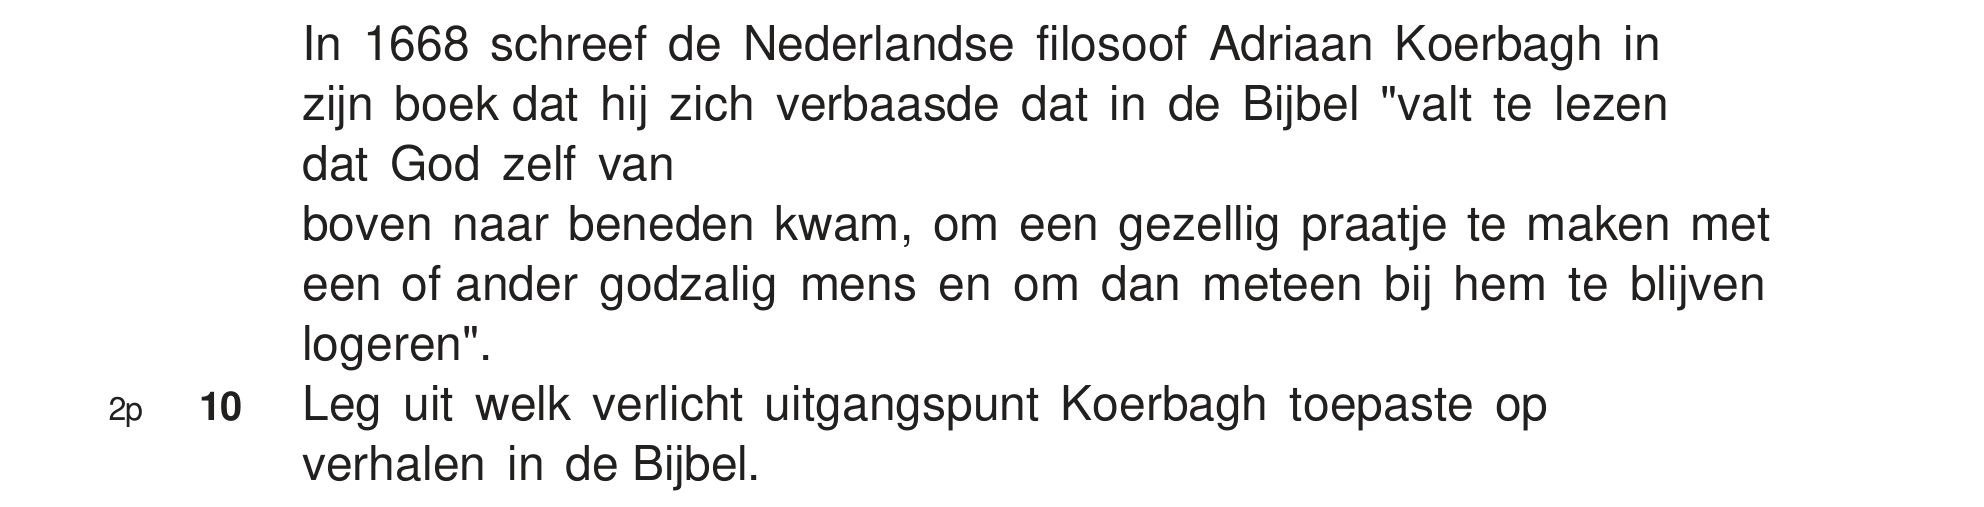 In 1668 schreef de Nederlandse filosoof Adriaan Koerbagh in
zijn boek dat hij zich verbaasde dat in de Bijbel "valt te lezen
dat God zelf van
boven naar beneden kwam, om een gezellig praatje te maken met
een of ander godzalig mens en om dan meteen bij hem te blijven
logeren".
2p 10 Leg uit welk verlicht uitgangspunt Koerbagh toepaste op
verhalen in de Bijbel.